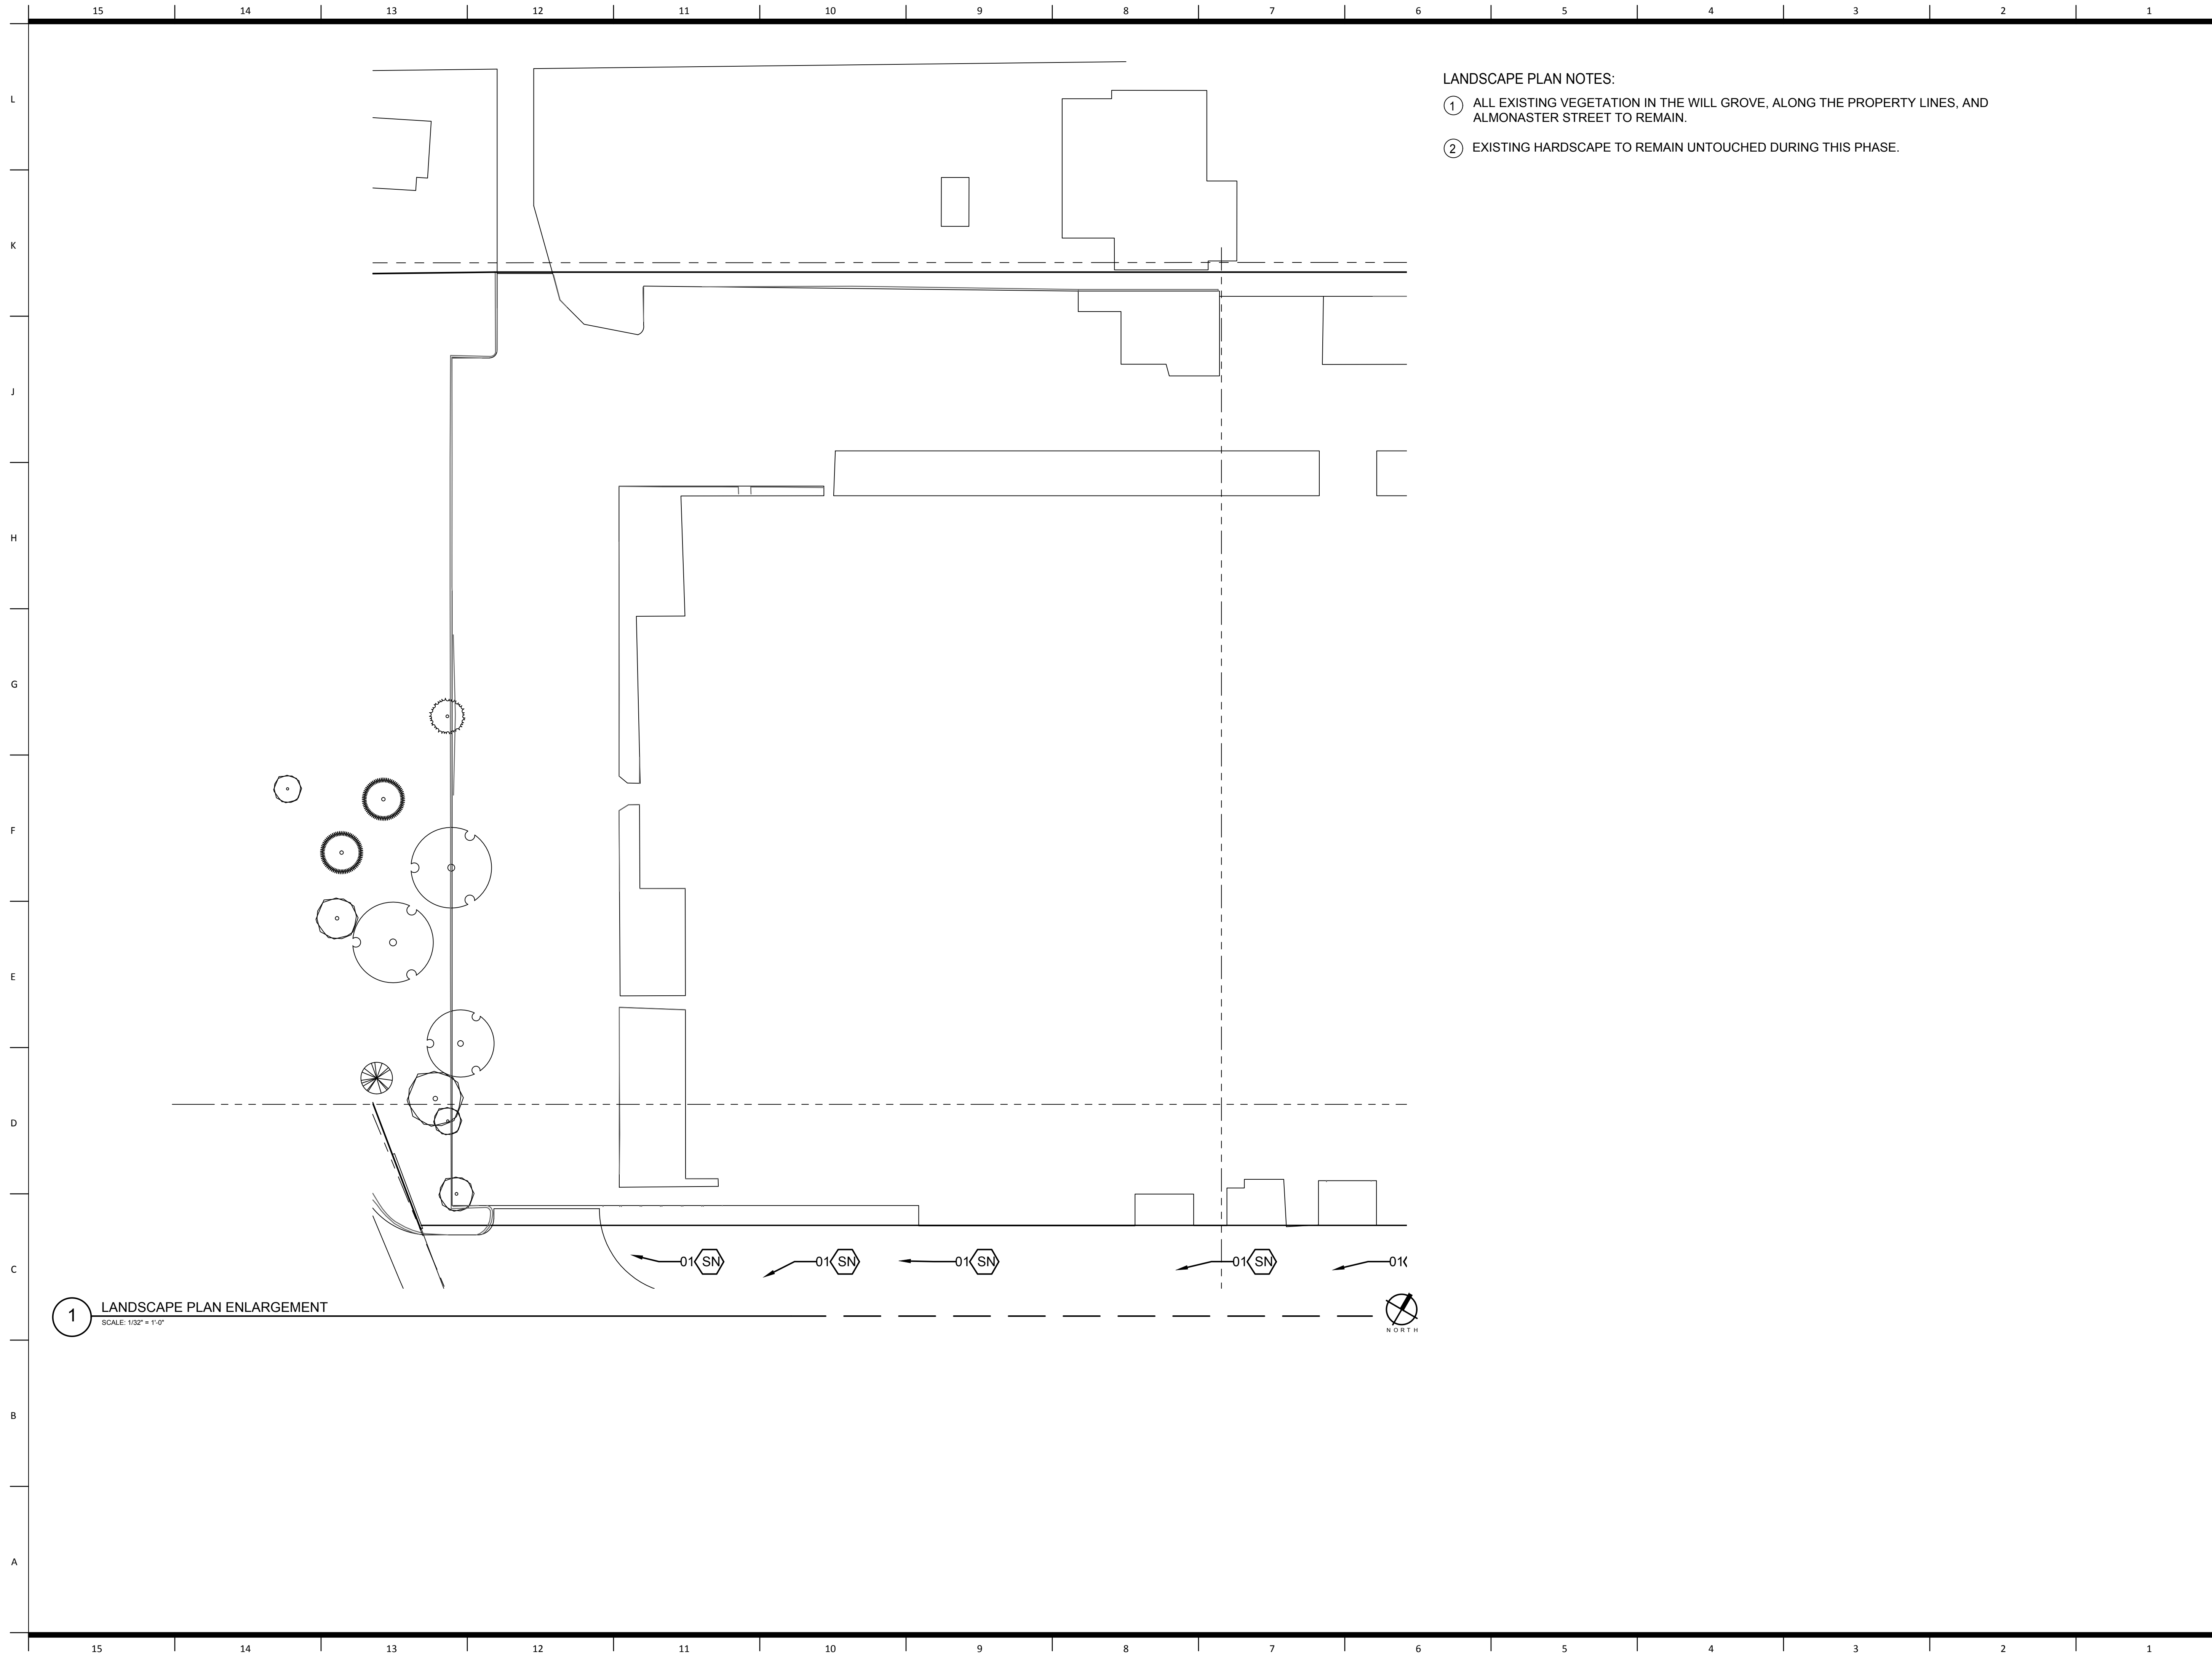 15 14 13 12 11 10 9 8 7 6 5 4 3 2 1
LANDSCAPE PLAN NOTES:
1 ALL EXISTING VEGETATION IN THE WILL GROVE, ALONG THE PROPERTY LINES, AND
ALMONASTER STREET TO REMAIN.
2 EXISTING HARDSCAPE TO REMAIN UNTOUCHED DURING THIS PHASE.
L
K
J
H
G
F
E
D
C
01 SN 01 SN 01 SN 01 SN 01
1 LANDSCAPE PLAN ENLARGEMENT
SCALE: 1/32" = 1'-0"
NORTH
B
A
15 14 13 12 11 10 9 8 7 6 5 4 3 2 1